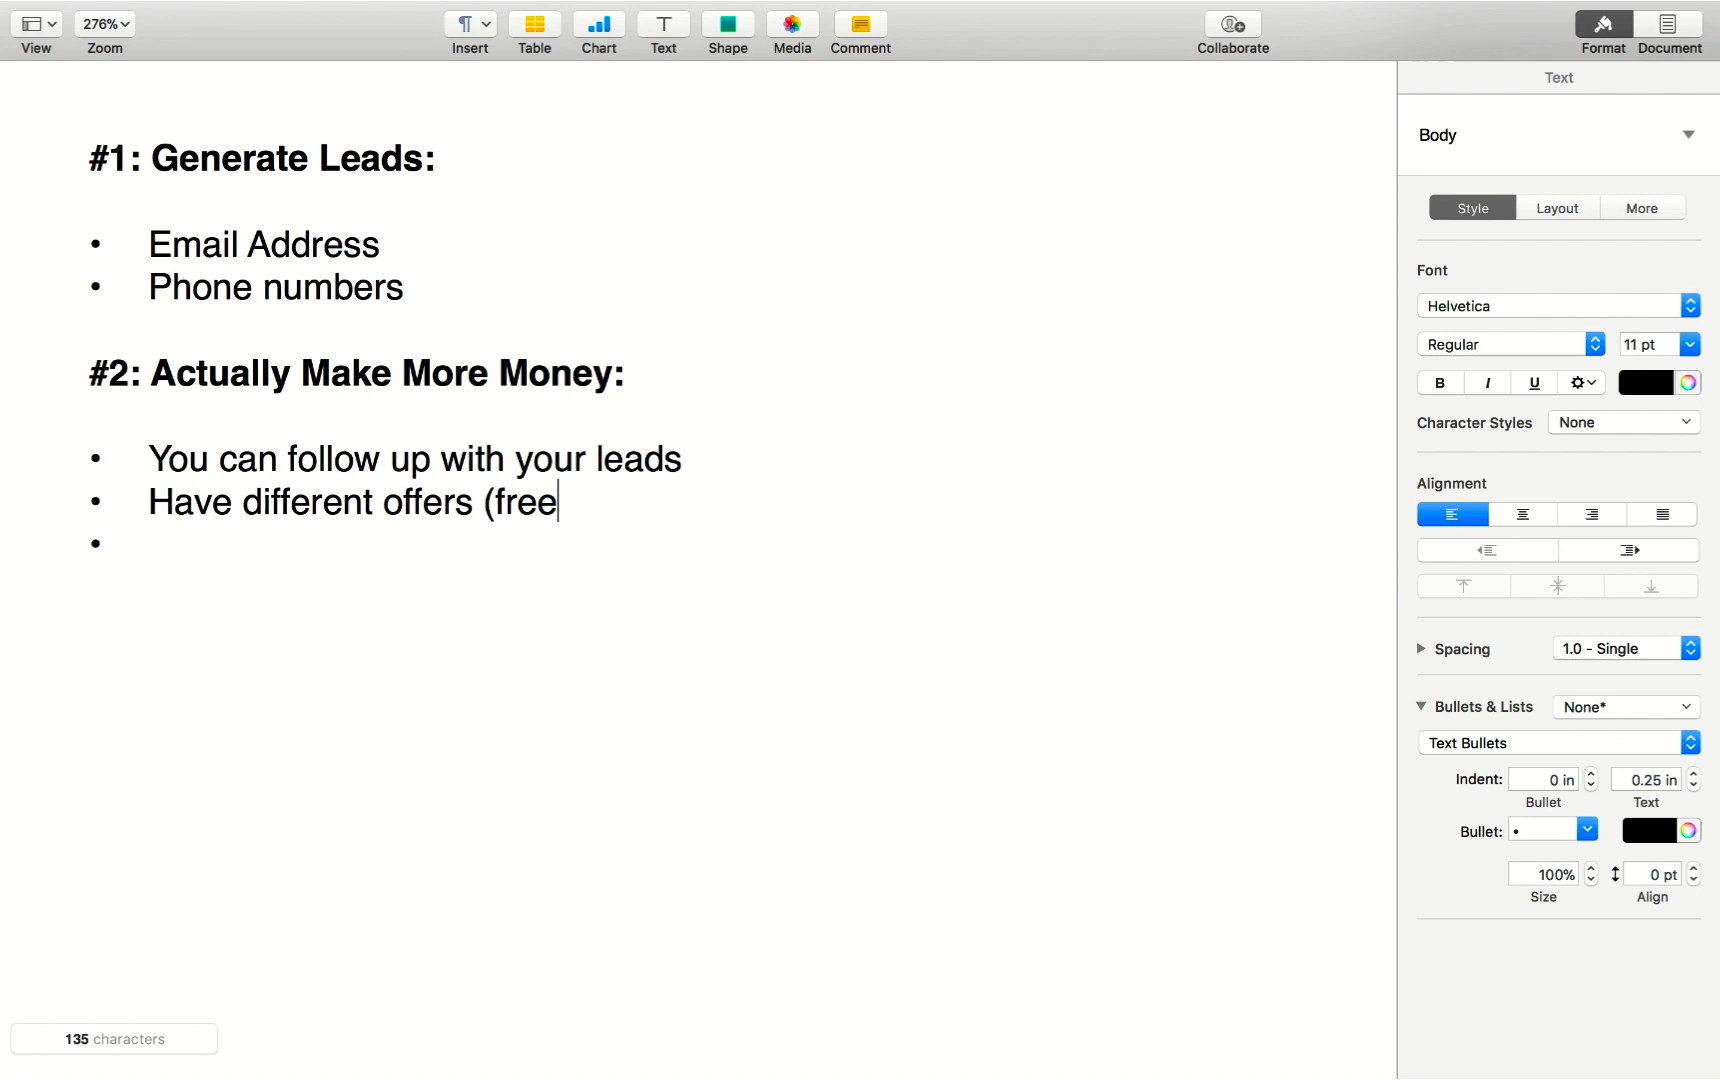 276%
View
Zoom
Insert
Table
Chart
Text
Shape
Media
Comment
Collaborate
Format
Document
#1: Generate Leads:
• Email Address
• Phone numbers
#2: Actually Make More Money:
• You can follow up with your leads
• Have different offers (free
•
135 characters
Text
Body
Style
Layout
More
Font
Helvetica
Regular
11 pt
B I U
Character Styles
None
Alignment
Spacing
1.0 - Single
Bullets & Lists
None*
Text Bullets
Indent:
0 in
0.25 in
Bullet
Text
Bullet: •
100%
0 pt
Size
Align